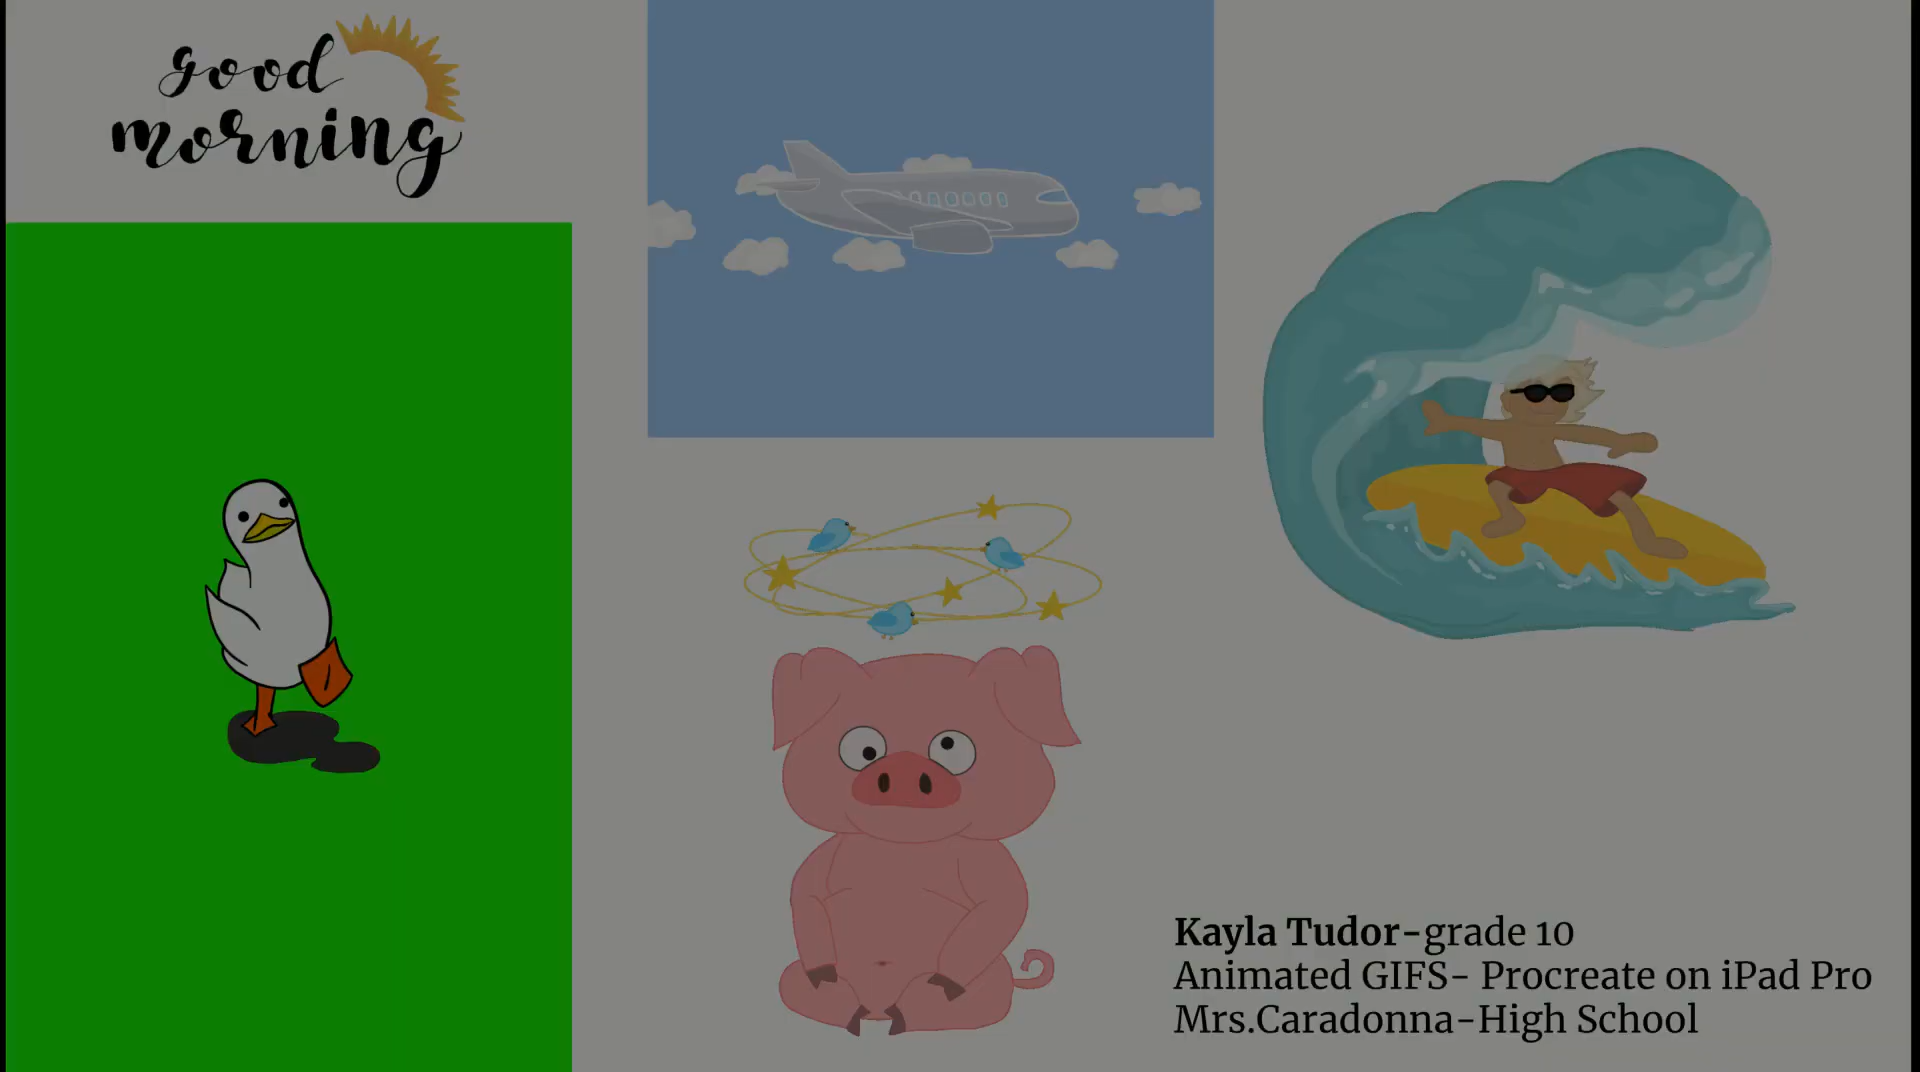 good
morning
Kayla Tudor-grade 10
Animated GIFS- Procreate on iPad Pro
Mrs.Caradonna-High School